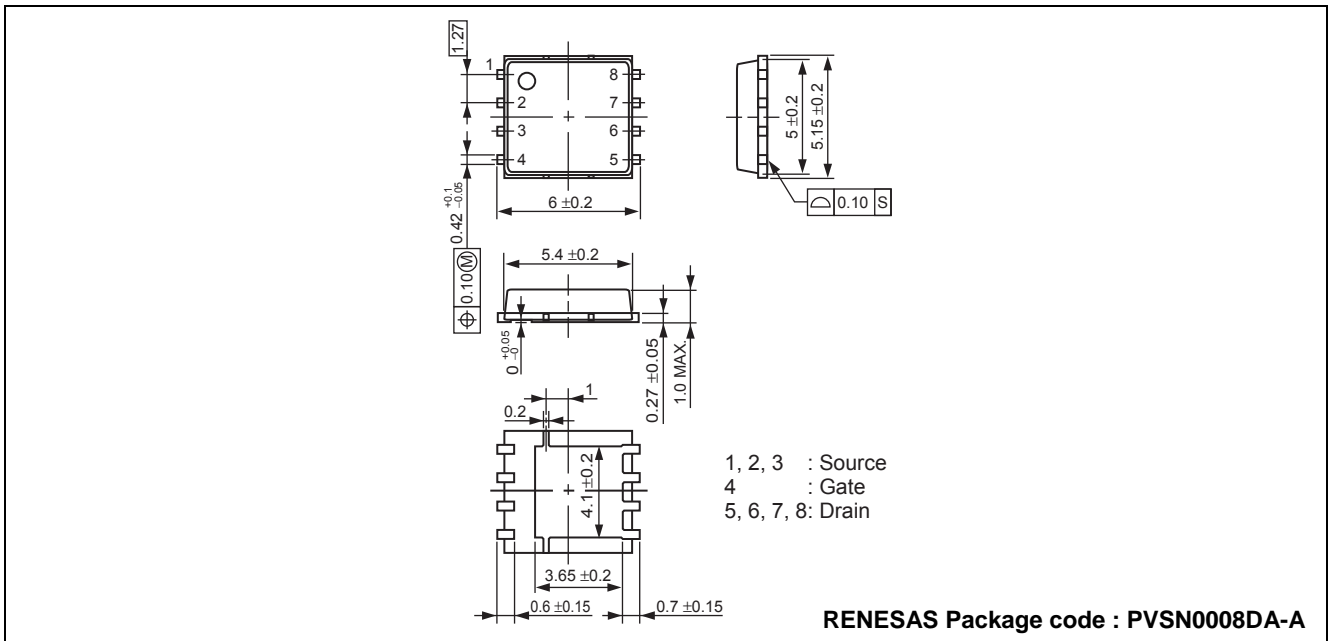 1.27
1
8
2
7
3
6
4
5
5 ±0.2
5.15 ±0.2
0.10 S
0.42 +0.1 −0.05
6 ±0.2
⌖ 0.10 Ⓜ
5.4 ±0.2
0 +0.05 −0
0.27 ±0.05
1.0 MAX.
1
0.2
4.1 ±0.2
1, 2, 3 : Source
4 : Gate
5, 6, 7, 8: Drain
3.65 ±0.2
0.6 ±0.15
0.7 ±0.15
RENESAS Package code : PVSN0008DA-A